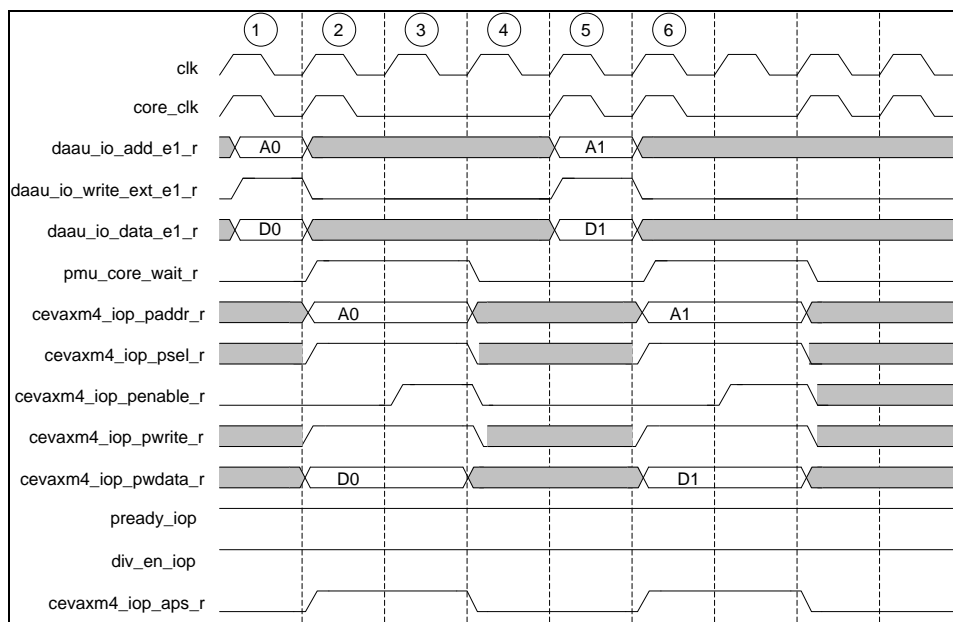 1 2 3 4 5 6
clk
core_clk
daau_io_add_e1_r A0 A1
daau_io_write_ext_e1_r
daau_io_data_e1_r D0 D1
pmu_core_wait_r
cevaxm4_iop_paddr_r A0 A1
cevaxm4_iop_psel_r
cevaxm4_iop_penable_r
cevaxm4_iop_pwrite_r
cevaxm4_iop_pwdata_r D0 D1
pready_iop
div_en_iop
cevaxm4_iop_aps_r